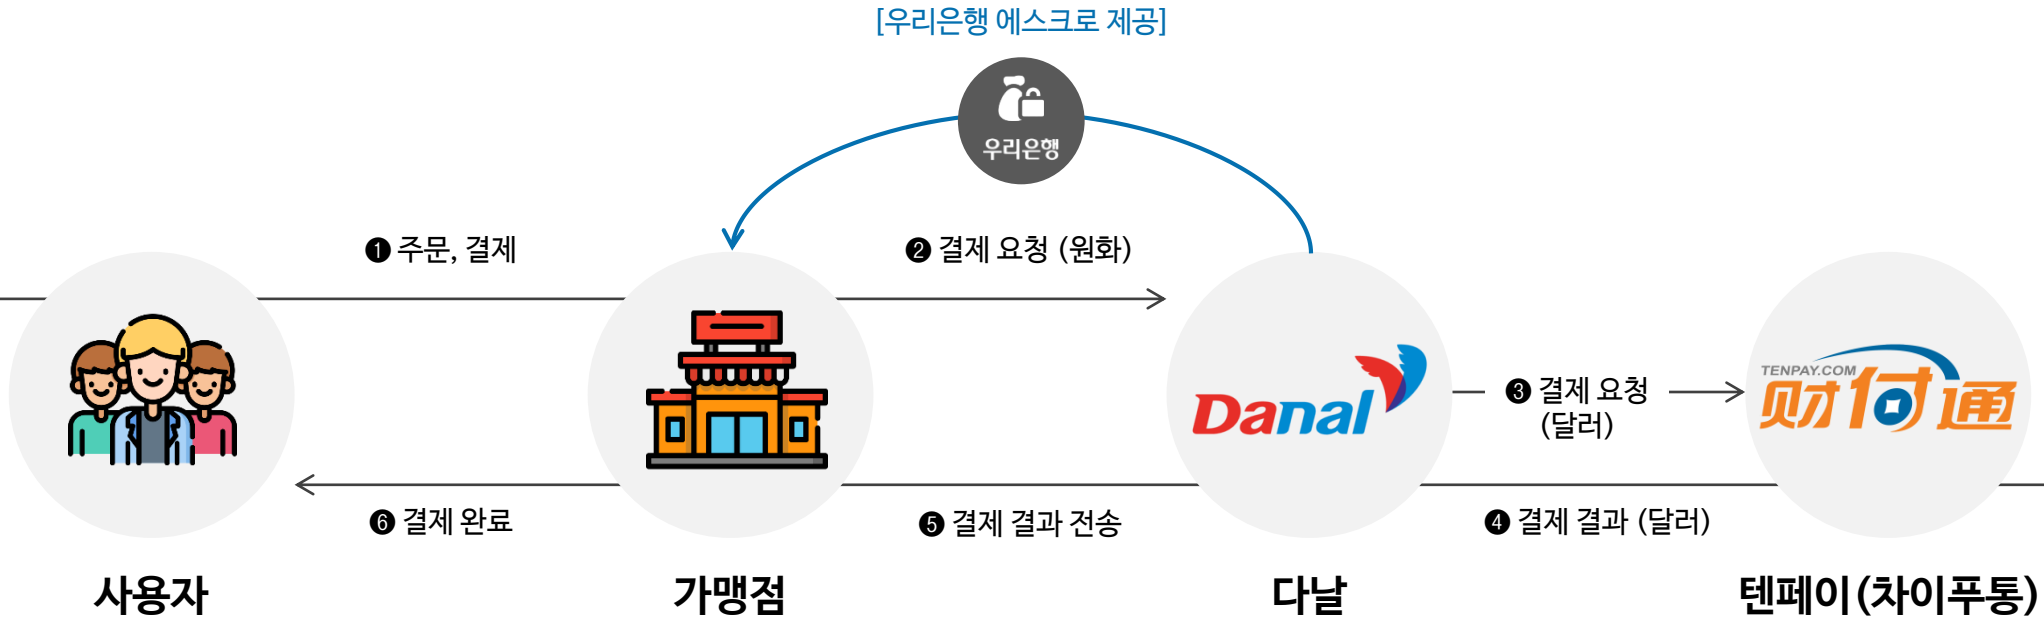 [우리은행 에스크로 제공]
우리은행
❶ 주문, 결제
❷ 결제 요청 (원화)
❸ 결제 요청
(달러)
Danal
TENPAY.COM
财付通
❻ 결제 완료
❺ 결제 결과 전송
❹ 결제 결과 (달러)
사용자
가맹점
다날
텐페이(차이푸통)